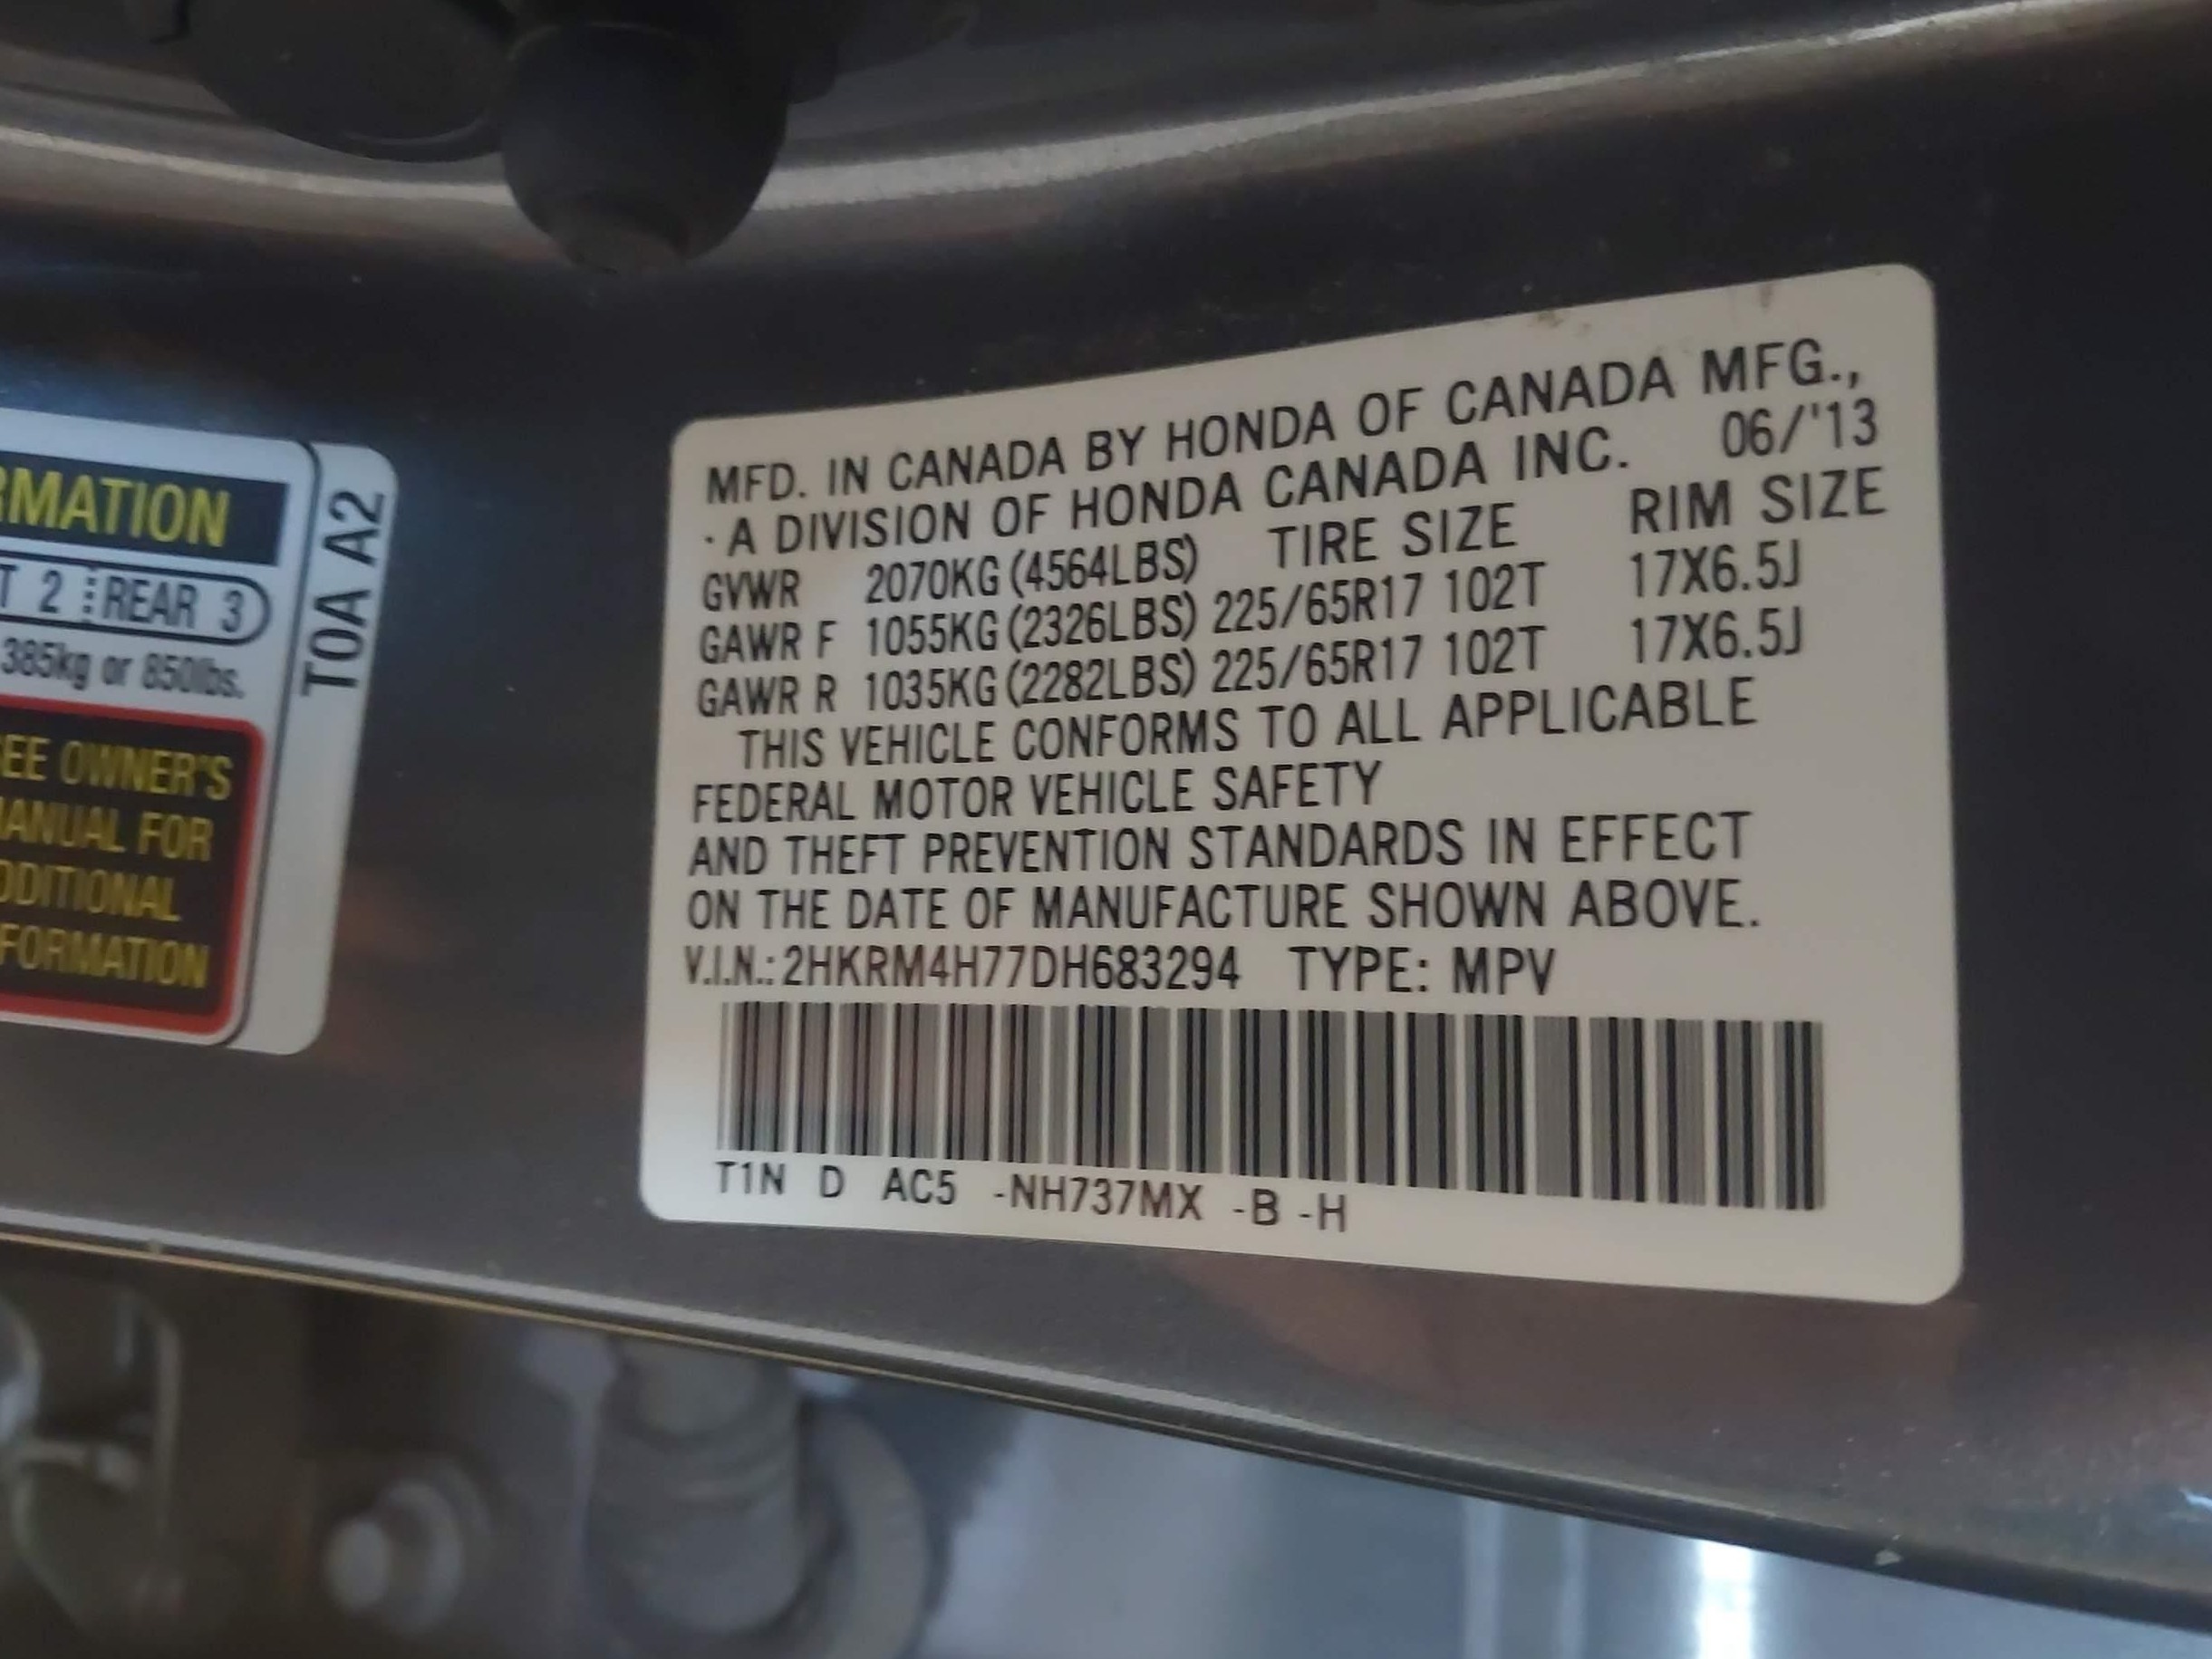 RMATION
T 2 REAR 3
385kg or 850lbs.
EE OWNER'S
ANUAL FOR
DDITIONAL
FORMATION
T0A A2
MFD. IN CANADA BY HONDA OF CANADA MFG.,
· A DIVISION OF HONDA CANADA INC. 06/'13
GVWR 2070KG (4564LBS) TIRE SIZE RIM SIZE
GAWR F 1055KG (2326LBS) 225/65R17 102T 17X6.5J
GAWR R 1035KG (2282LBS) 225/65R17 102T 17X6.5J
THIS VEHICLE CONFORMS TO ALL APPLICABLE
FEDERAL MOTOR VEHICLE SAFETY
AND THEFT PREVENTION STANDARDS IN EFFECT
ON THE DATE OF MANUFACTURE SHOWN ABOVE.
V.I.N.: 2HKRM4H77DH683294 TYPE: MPV
T1N D AC5 -NH737MX -B -H